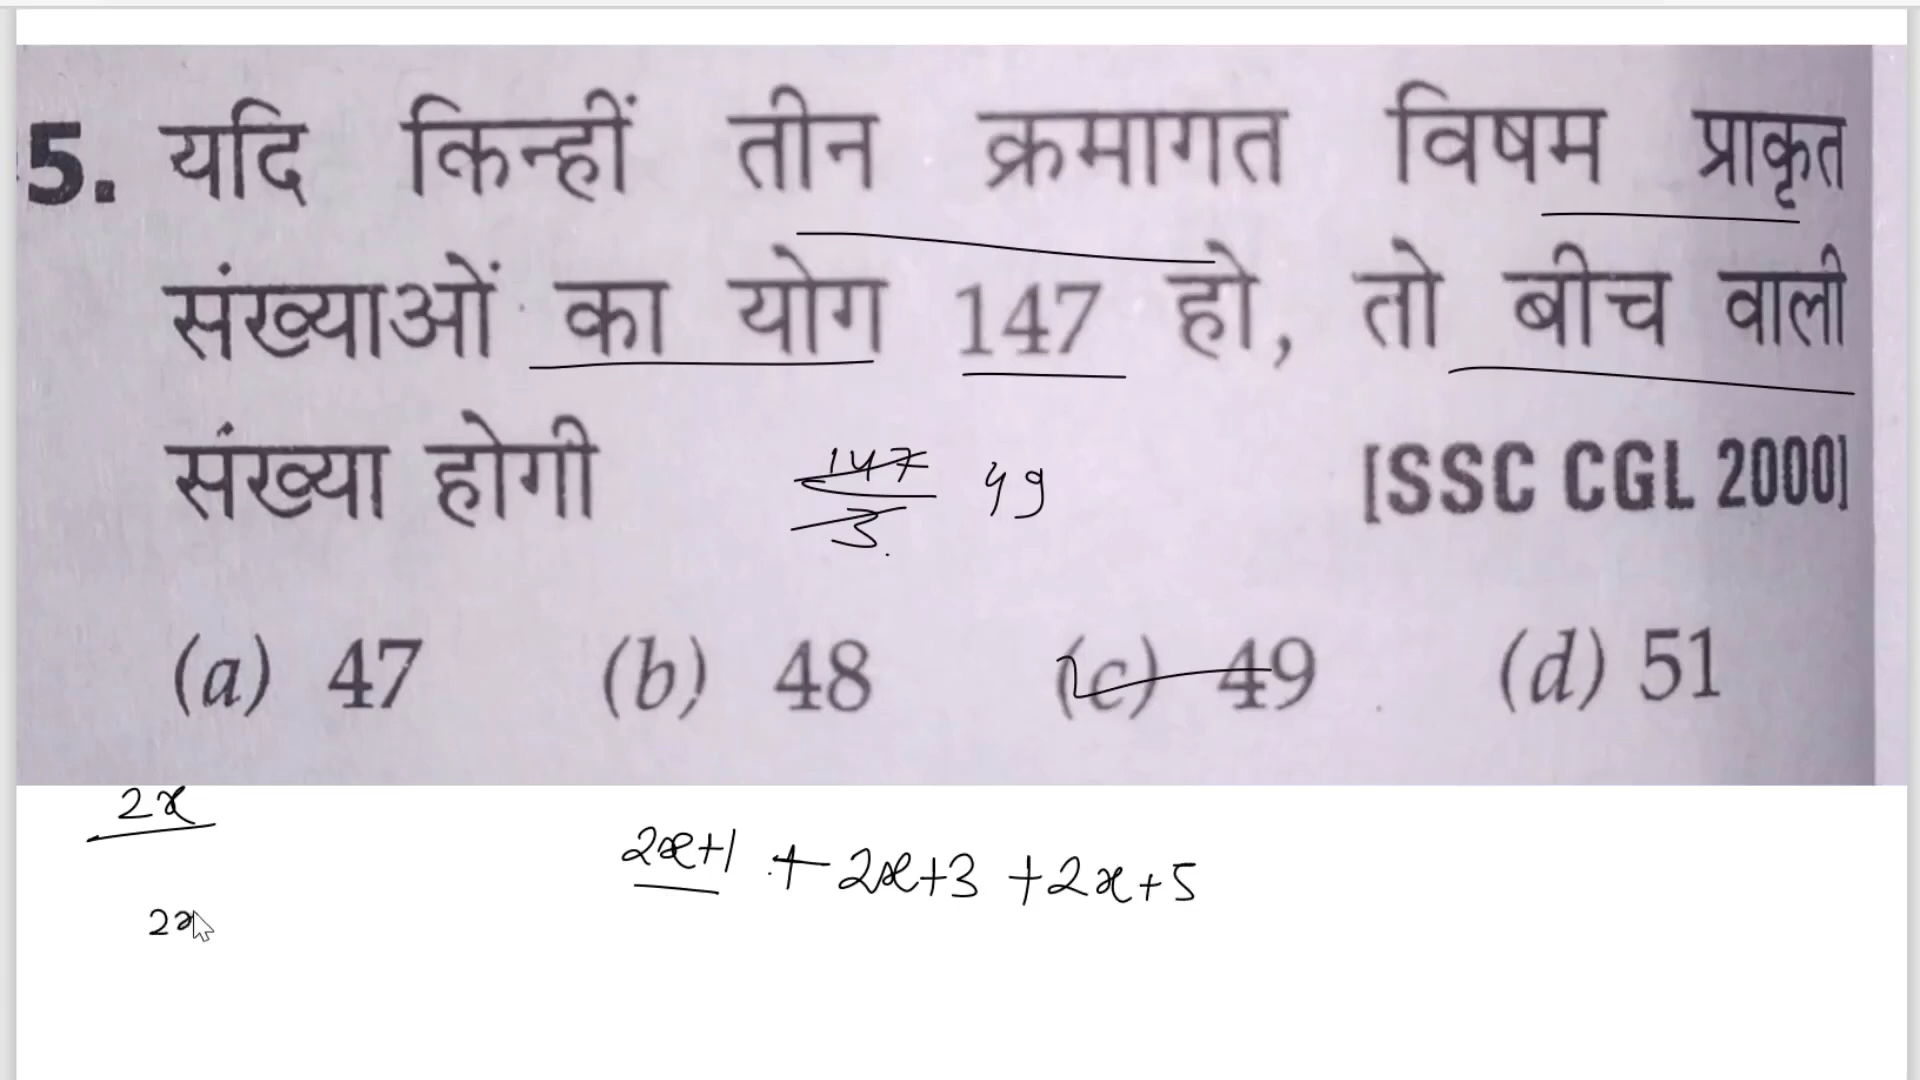 5. यदि किन्हीं तीन क्रमागत विषम प्राकृत
संख्याओं का योग 147 हो, तो बीच वाली
संख्या होगी [SSC CGL 2000]
147
3 49
(a) 47 (b) 48 (c) 49 (d) 51
2x
2x+1 + 2x+3 + 2x+5
2x